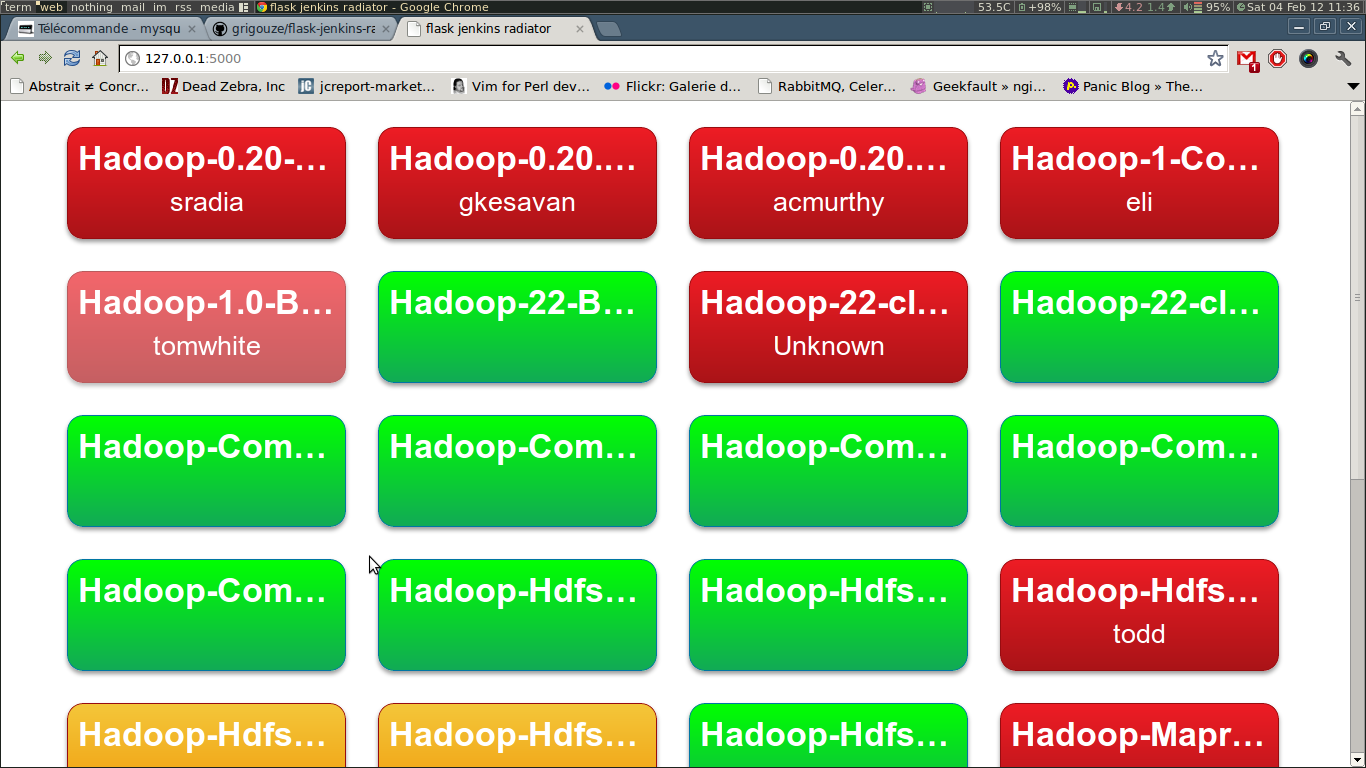 term web nothing mail im rss media flask jenkins radiator - Google Chrome 53.5C +98% 4.2 1.4 95% Sat 04 Feb 12 11:36
Télécommande - mysqu grigouze/flask-jenkins-ra flask jenkins radiator
127.0.0.1:5000 1
Abstrait ≠ Concr... DZ Dead Zebra, Inc jc jcreport-market... Vim for Perl dev... Flickr: Galerie d... RabbitMQ, Celer... Geekfault » ngi... Panic Blog » The...
Hadoop-0.20-... Hadoop-0.20.... Hadoop-0.20.... Hadoop-1-Co...
sradia gkesavan acmurthy eli
Hadoop-1.0-B... Hadoop-22-B... Hadoop-22-cl... Hadoop-22-cl...
tomwhite Unknown
Hadoop-Com... Hadoop-Com... Hadoop-Com... Hadoop-Com...
Hadoop-Com... Hadoop-Hdfs... Hadoop-Hdfs... Hadoop-Hdfs...
todd
Hadoop-Hdfs... Hadoop-Hdfs... Hadoop-Hdfs... Hadoop-Mapr...